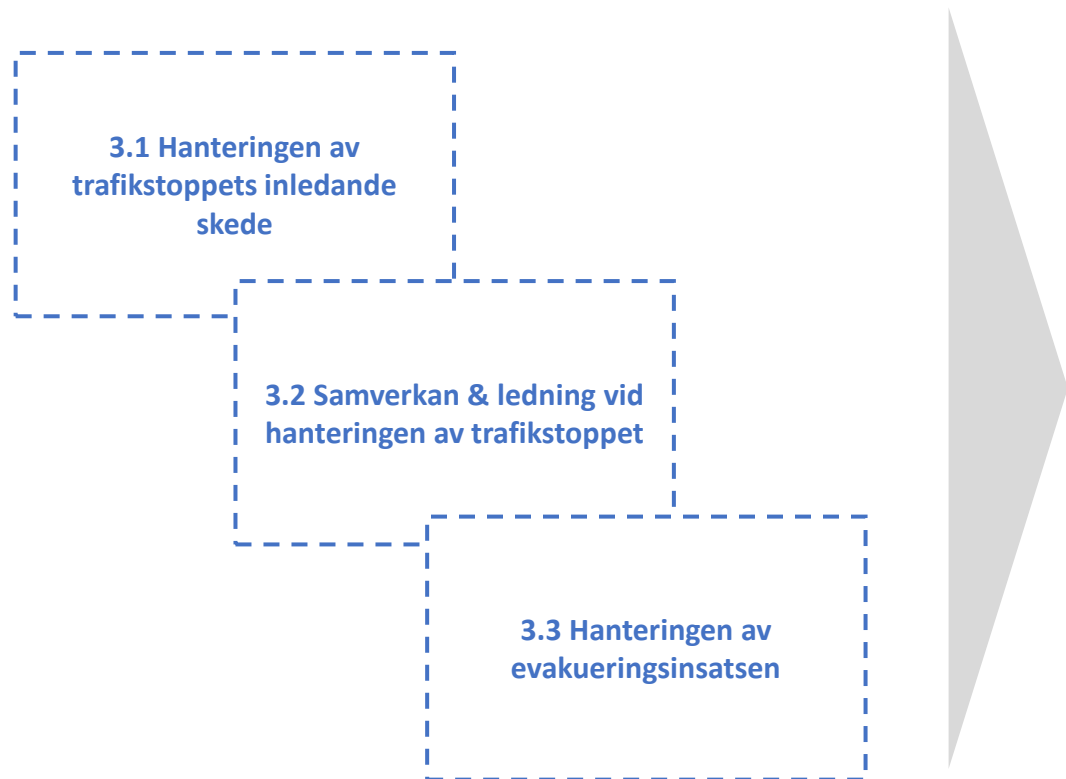 3.1 Hanteringen av
trafikstoppets inledande
skede
3.2 Samverkan & ledning vid
hanteringen av trafikstoppet
3.3 Hanteringen av
evakueringsinsatsen